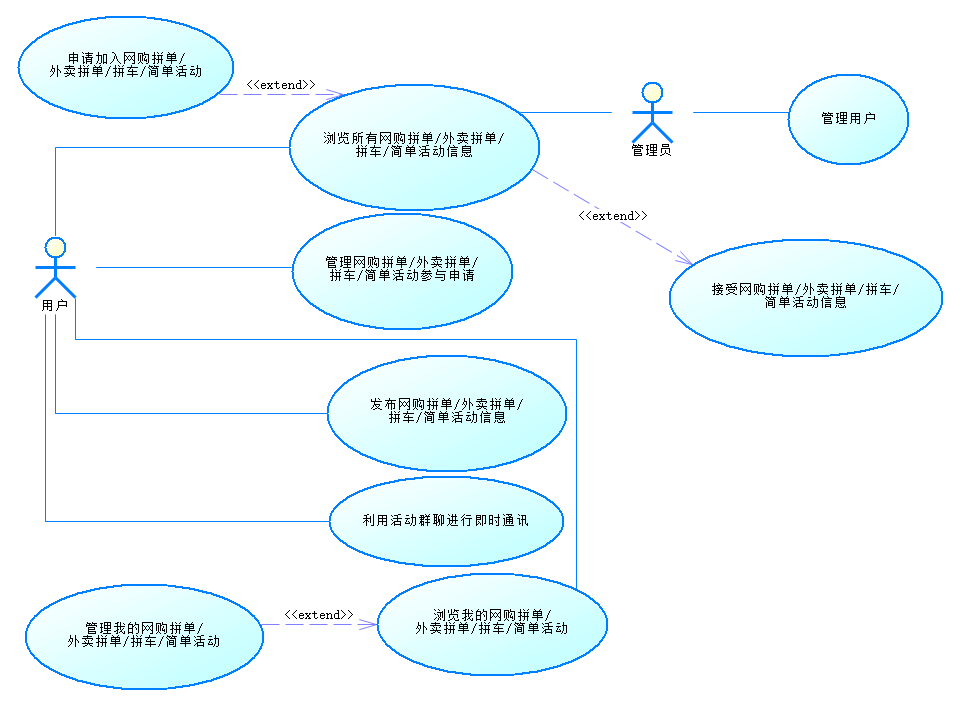 申请加入网购拼单/
外卖拼单/拼车/简单活动
<<extend>>
浏览所有网购拼单/外卖拼单/
拼车/简单活动信息
管理员
管理用户
<<extend>>
管理网购拼单/外卖拼单/
拼车/简单活动参与申请
用户
接受网购拼单/外卖拼单/拼车/
简单活动信息
发布网购拼单/外卖拼单/
拼车/简单活动信息
利用活动群聊进行即时通讯
管理我的网购拼单/
外卖拼单/拼车/简单活动
<<extend>>
浏览我的网购拼单/
外卖拼单/拼车/简单活动